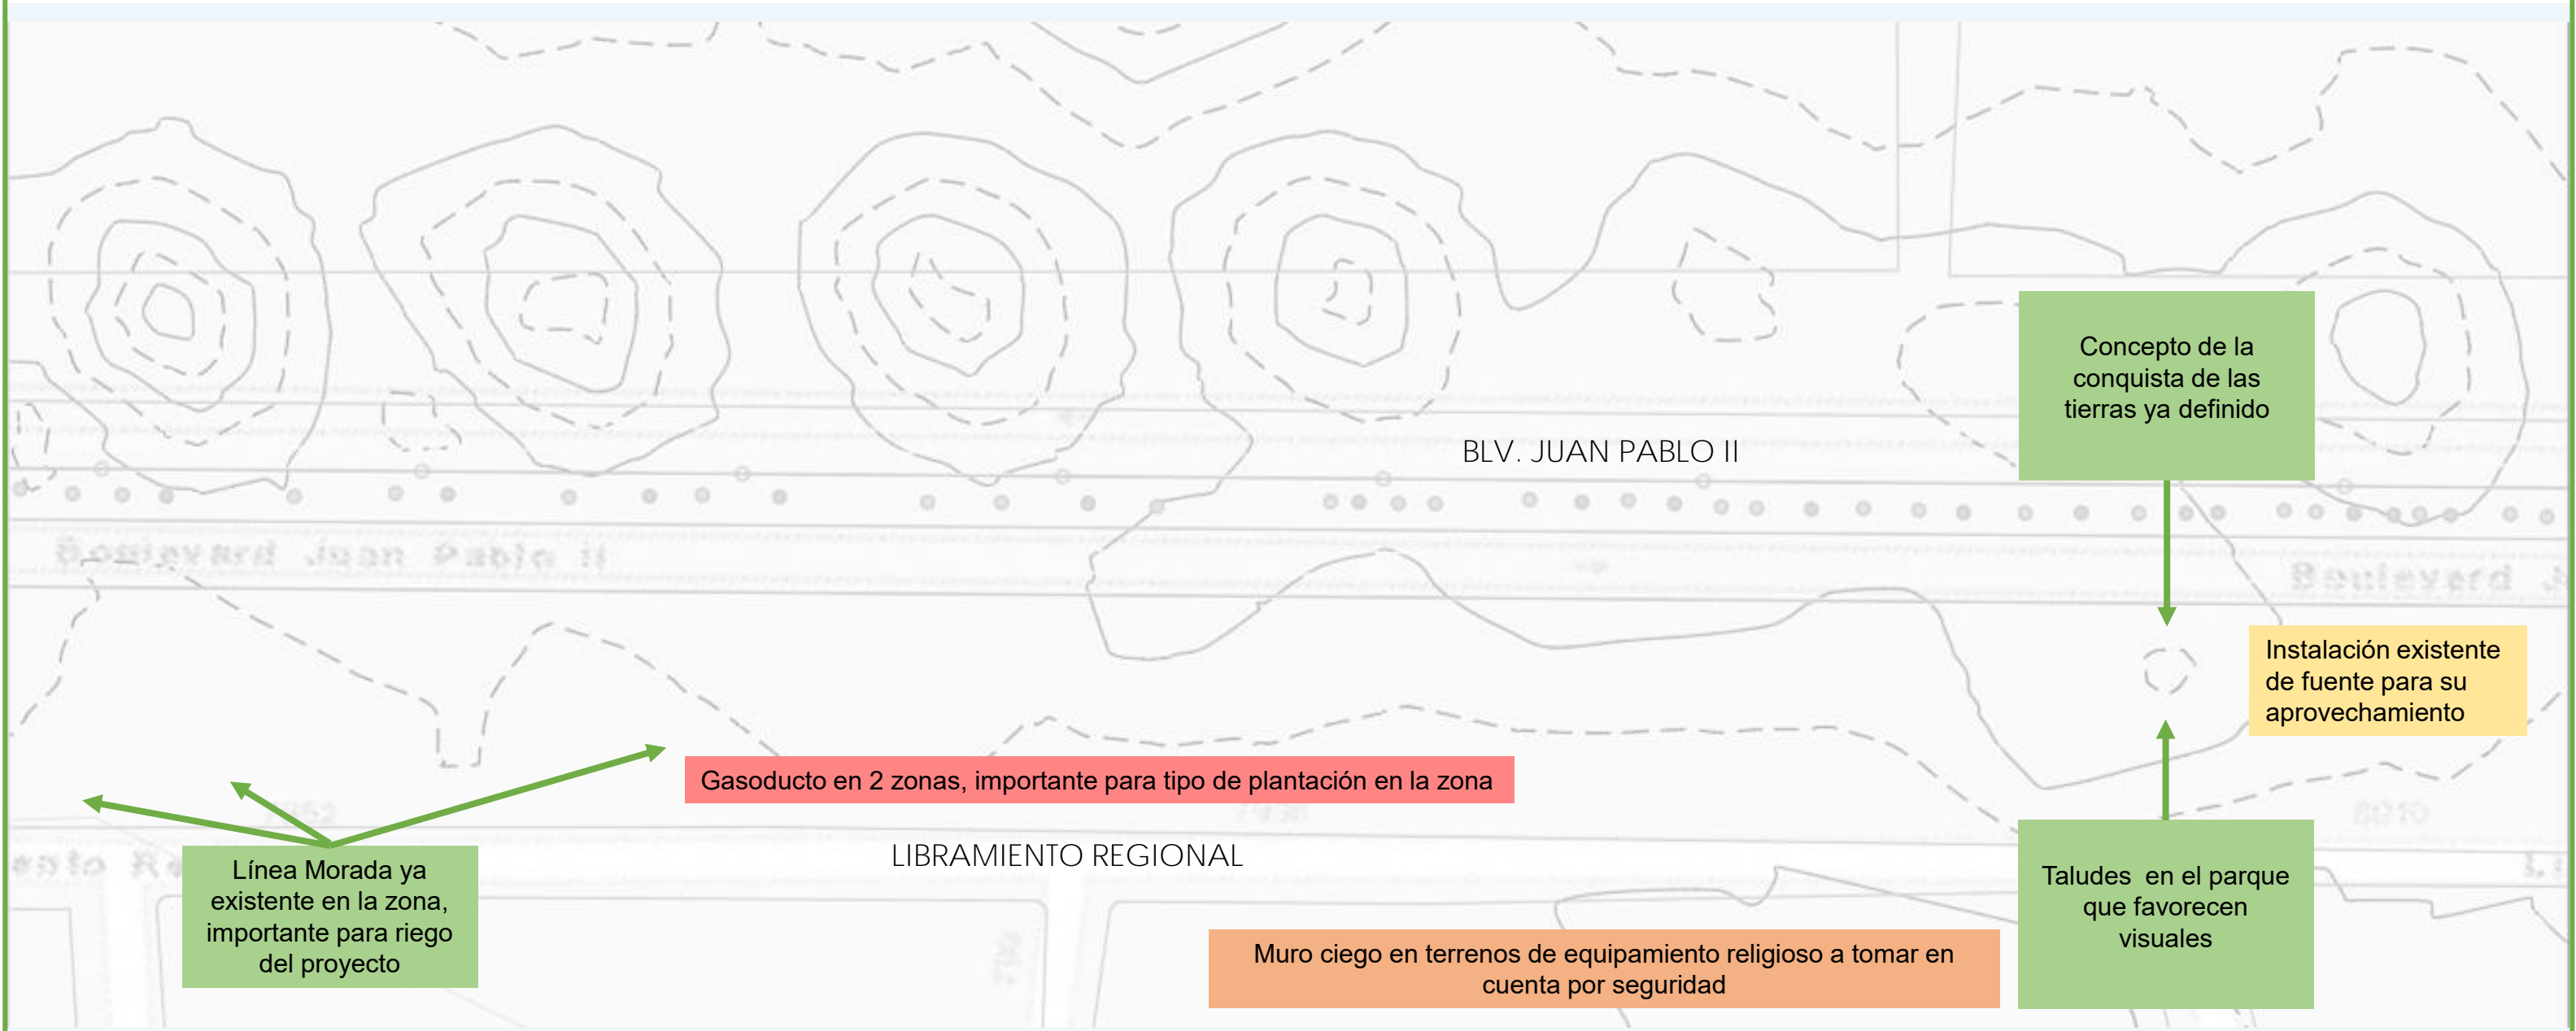 Concepto de la
conquista de las
tierras ya definido
BLV. JUAN PABLO II
Boulevard Juan Pablo II
Boulevard
Instalación existente
de fuente para su
aprovechamiento
Gasoducto en 2 zonas, importante para tipo de plantación en la zona
LIBRAMIENTO REGIONAL
Línea Morada ya
existente en la zona,
importante para riego
del proyecto
Taludes en el parque
que favorecen
visuales
Muro ciego en terrenos de equipamiento religioso a tomar en
cuenta por seguridad